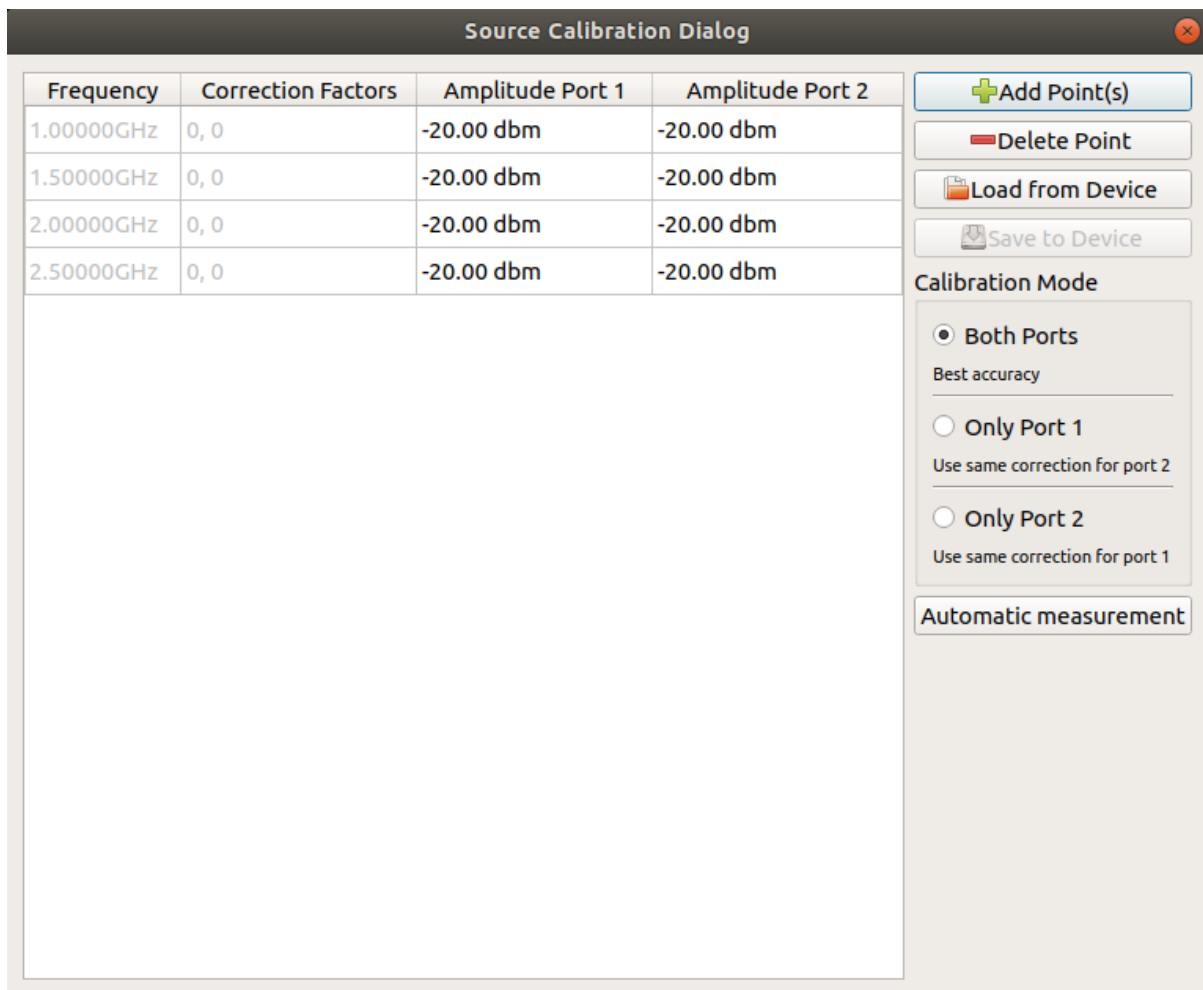 Source Calibration Dialog
Frequency Correction Factors Amplitude Port 1 Amplitude Port 2
1.00000GHz 0, 0 -20.00 dbm -20.00 dbm
1.50000GHz 0, 0 -20.00 dbm -20.00 dbm
2.00000GHz 0, 0 -20.00 dbm -20.00 dbm
2.50000GHz 0, 0 -20.00 dbm -20.00 dbm
Add Point(s)
Delete Point
Load from Device
Save to Device
Calibration Mode
Both Ports
Best accuracy
Only Port 1
Use same correction for port 2
Only Port 2
Use same correction for port 1
Automatic measurement